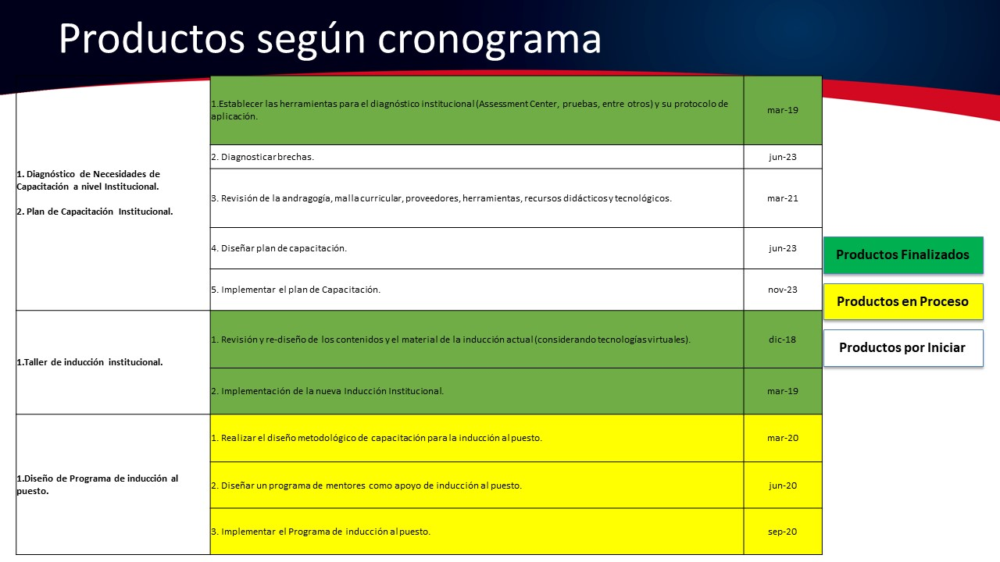 Productos según cronograma
1. Diagnóstico de Necesidades de
Capacitación a nivel Institucional.
2. Plan de Capacitación Institucional.
1.Establecer las herramientas para el diagnóstico institucional (Assessment Center, pruebas, entre otros) y su protocolo de
aplicación.
mar-19
2. Diagnosticar brechas.
jun-23
3. Revisión de la andragogía, malla curricular, proveedores, herramientas, recursos didácticos y tecnológicos.
mar-21
4. Diseñar plan de capacitación.
jun-23
5. Implementar el plan de Capacitación.
nov-23
1.Taller de inducción institucional.
1. Revisión y re-diseño de los contenidos y el material de la inducción actual (considerando tecnologías virtuales).
dic-18
2. Implementación de la nueva Inducción Institucional.
mar-19
1.Diseño de Programa de inducción al
puesto.
1. Realizar el diseño metodológico de capacitación para la inducción al puesto.
mar-20
2. Diseñar un programa de mentores como apoyo de inducción al puesto.
jun-20
3. Implementar el Programa de inducción al puesto.
sep-20
Productos Finalizados
Productos en Proceso
Productos por Iniciar